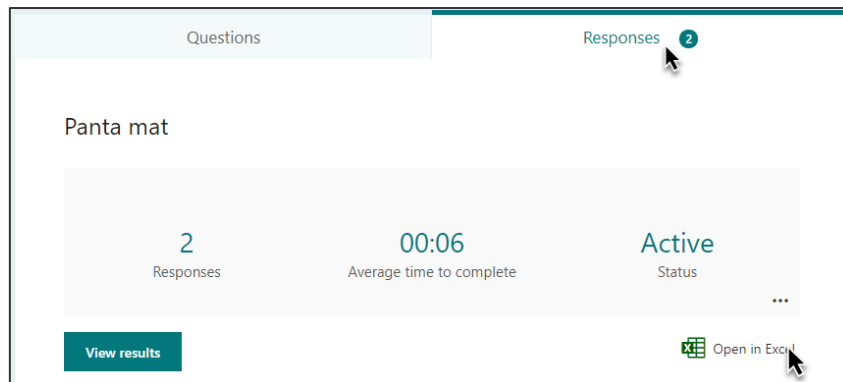 Questions
Responses 2
Panta mat
2 00:06 Active
Responses Average time to complete Status
...
View results
Open in Excel